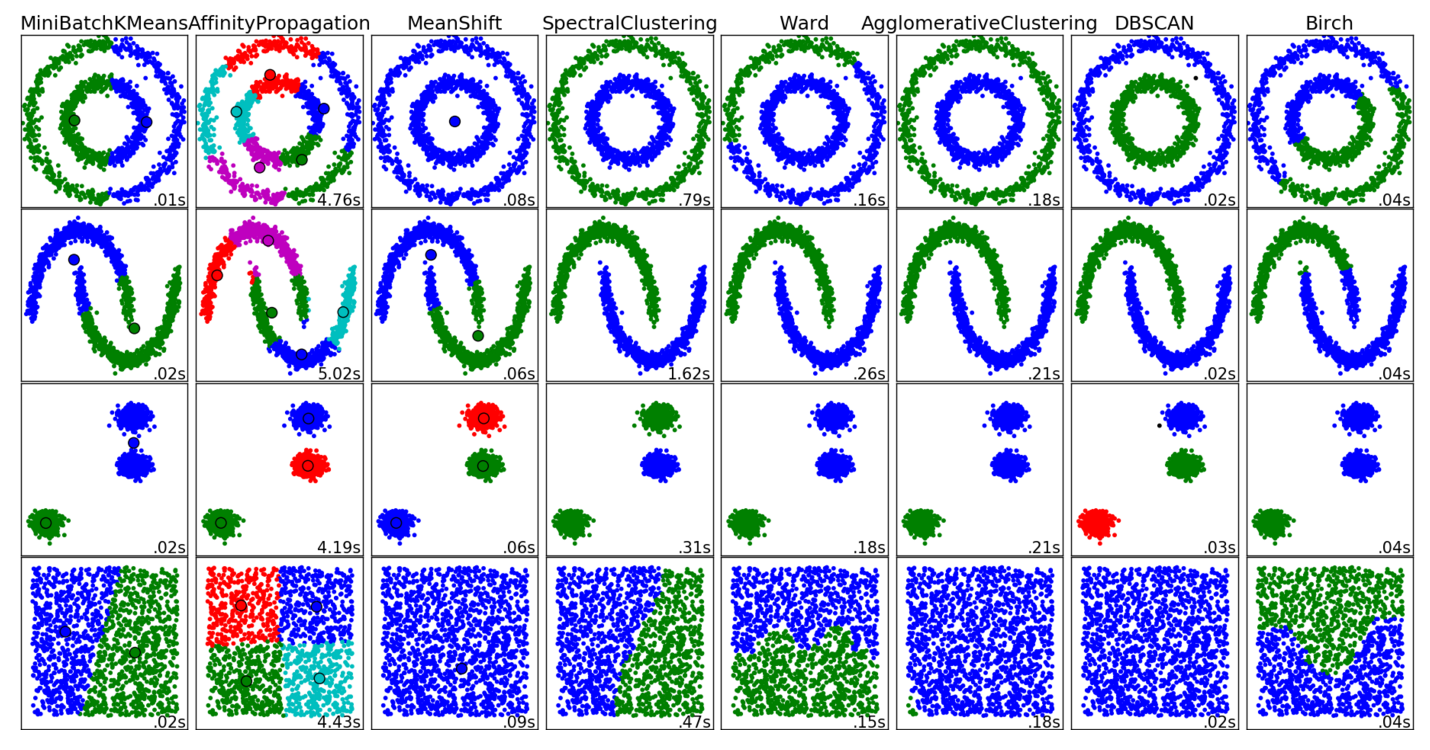 MiniBatchKMeans AffinityPropagation MeanShift SpectralClustering Ward AgglomerativeClustering DBSCAN Birch
.01s 4.76s .08s .79s .16s .18s .02s .04s
.02s 5.02s .06s 1.62s .26s .21s .02s .04s
.02s 4.19s .06s .31s .18s .21s .03s .04s
.02s 4.43s .09s .47s .15s .18s .02s .04s